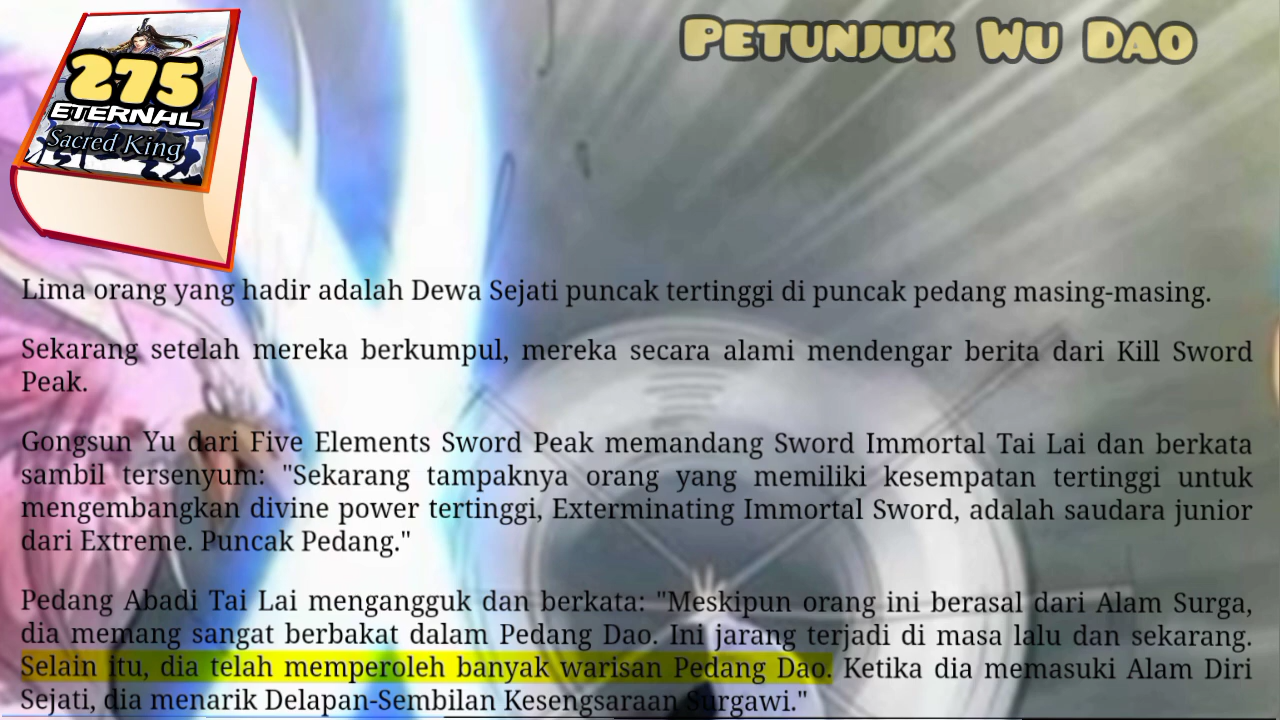 Petunjuk Wu Dao
275
ETERNAL
Sacred King
Lima orang yang hadir adalah Dewa Sejati puncak tertinggi di puncak pedang masing-masing.
Sekarang setelah mereka berkumpul, mereka secara alami mendengar berita dari Kill Sword
Peak.
Gongsun Yu dari Five Elements Sword Peak memandang Sword Immortal Tai Lai dan berkata
sambil tersenyum: "Sekarang tampaknya orang yang memiliki kesempatan tertinggi untuk
mengembangkan divine power tertinggi, Exterminating Immortal Sword, adalah saudara junior
dari Extreme. Puncak Pedang."
Pedang Abadi Tai Lai mengangguk dan berkata: "Meskipun orang ini berasal dari Alam Surga,
dia memang sangat berbakat dalam Pedang Dao. Ini jarang terjadi di masa lalu dan sekarang.
Selain itu, dia telah memperoleh banyak warisan Pedang Dao. Ketika dia memasuki Alam Diri
Sejati, dia menarik Delapan-Sembilan Kesengsaraan Surgawi."